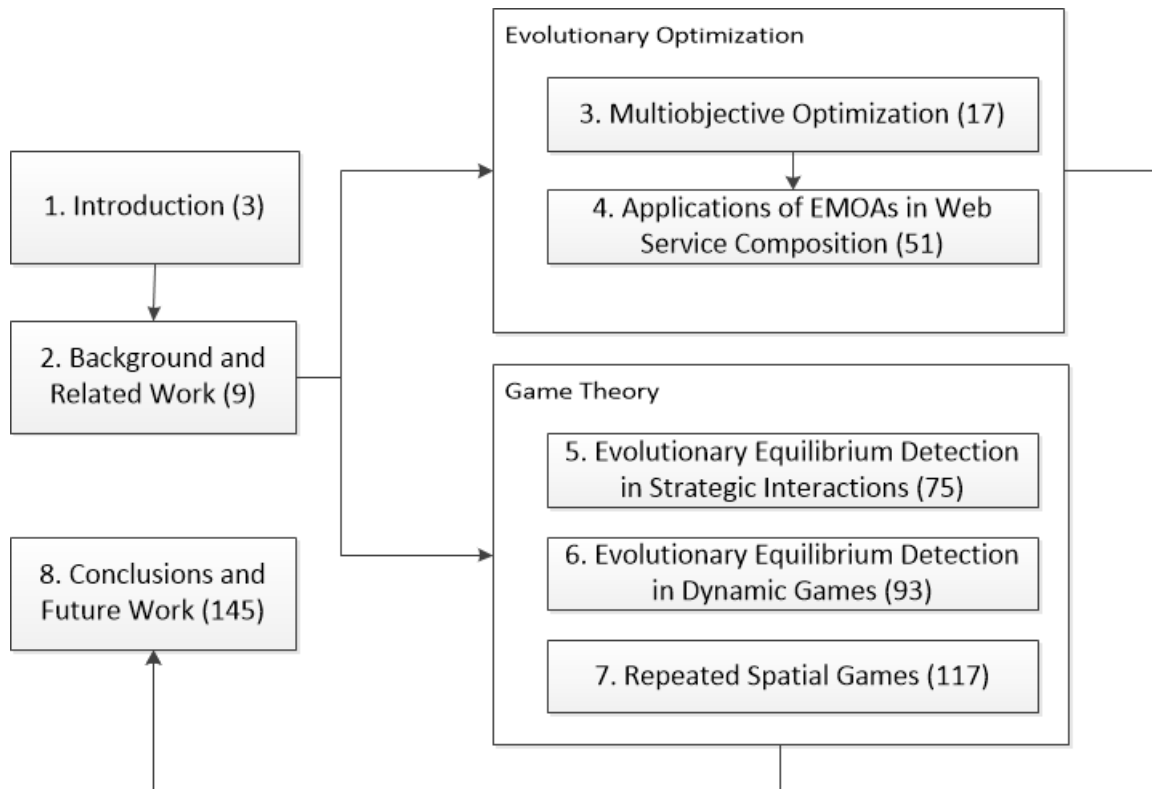 Evolutionary Optimization
3. Multiobjective Optimization (17)
4. Applications of EMOAs in Web
Service Composition (51)
1. Introduction (3)
2. Background and
Related Work (9)
Game Theory
5. Evolutionary Equilibrium Detection
in Strategic Interactions (75)
6. Evolutionary Equilibrium Detection
in Dynamic Games (93)
7. Repeated Spatial Games (117)
8. Conclusions and
Future Work (145)